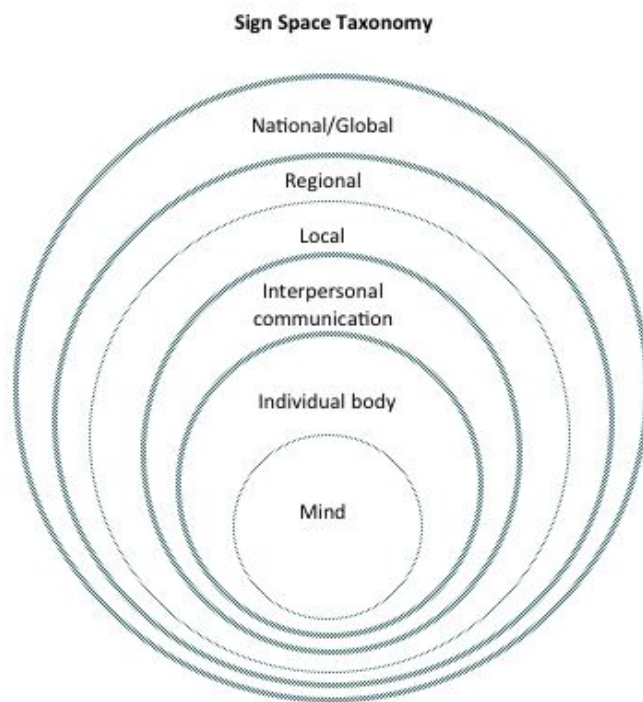 Sign Space Taxonomy
National/Global
Regional
Local
Interpersonal
communication
Individual body
Mind